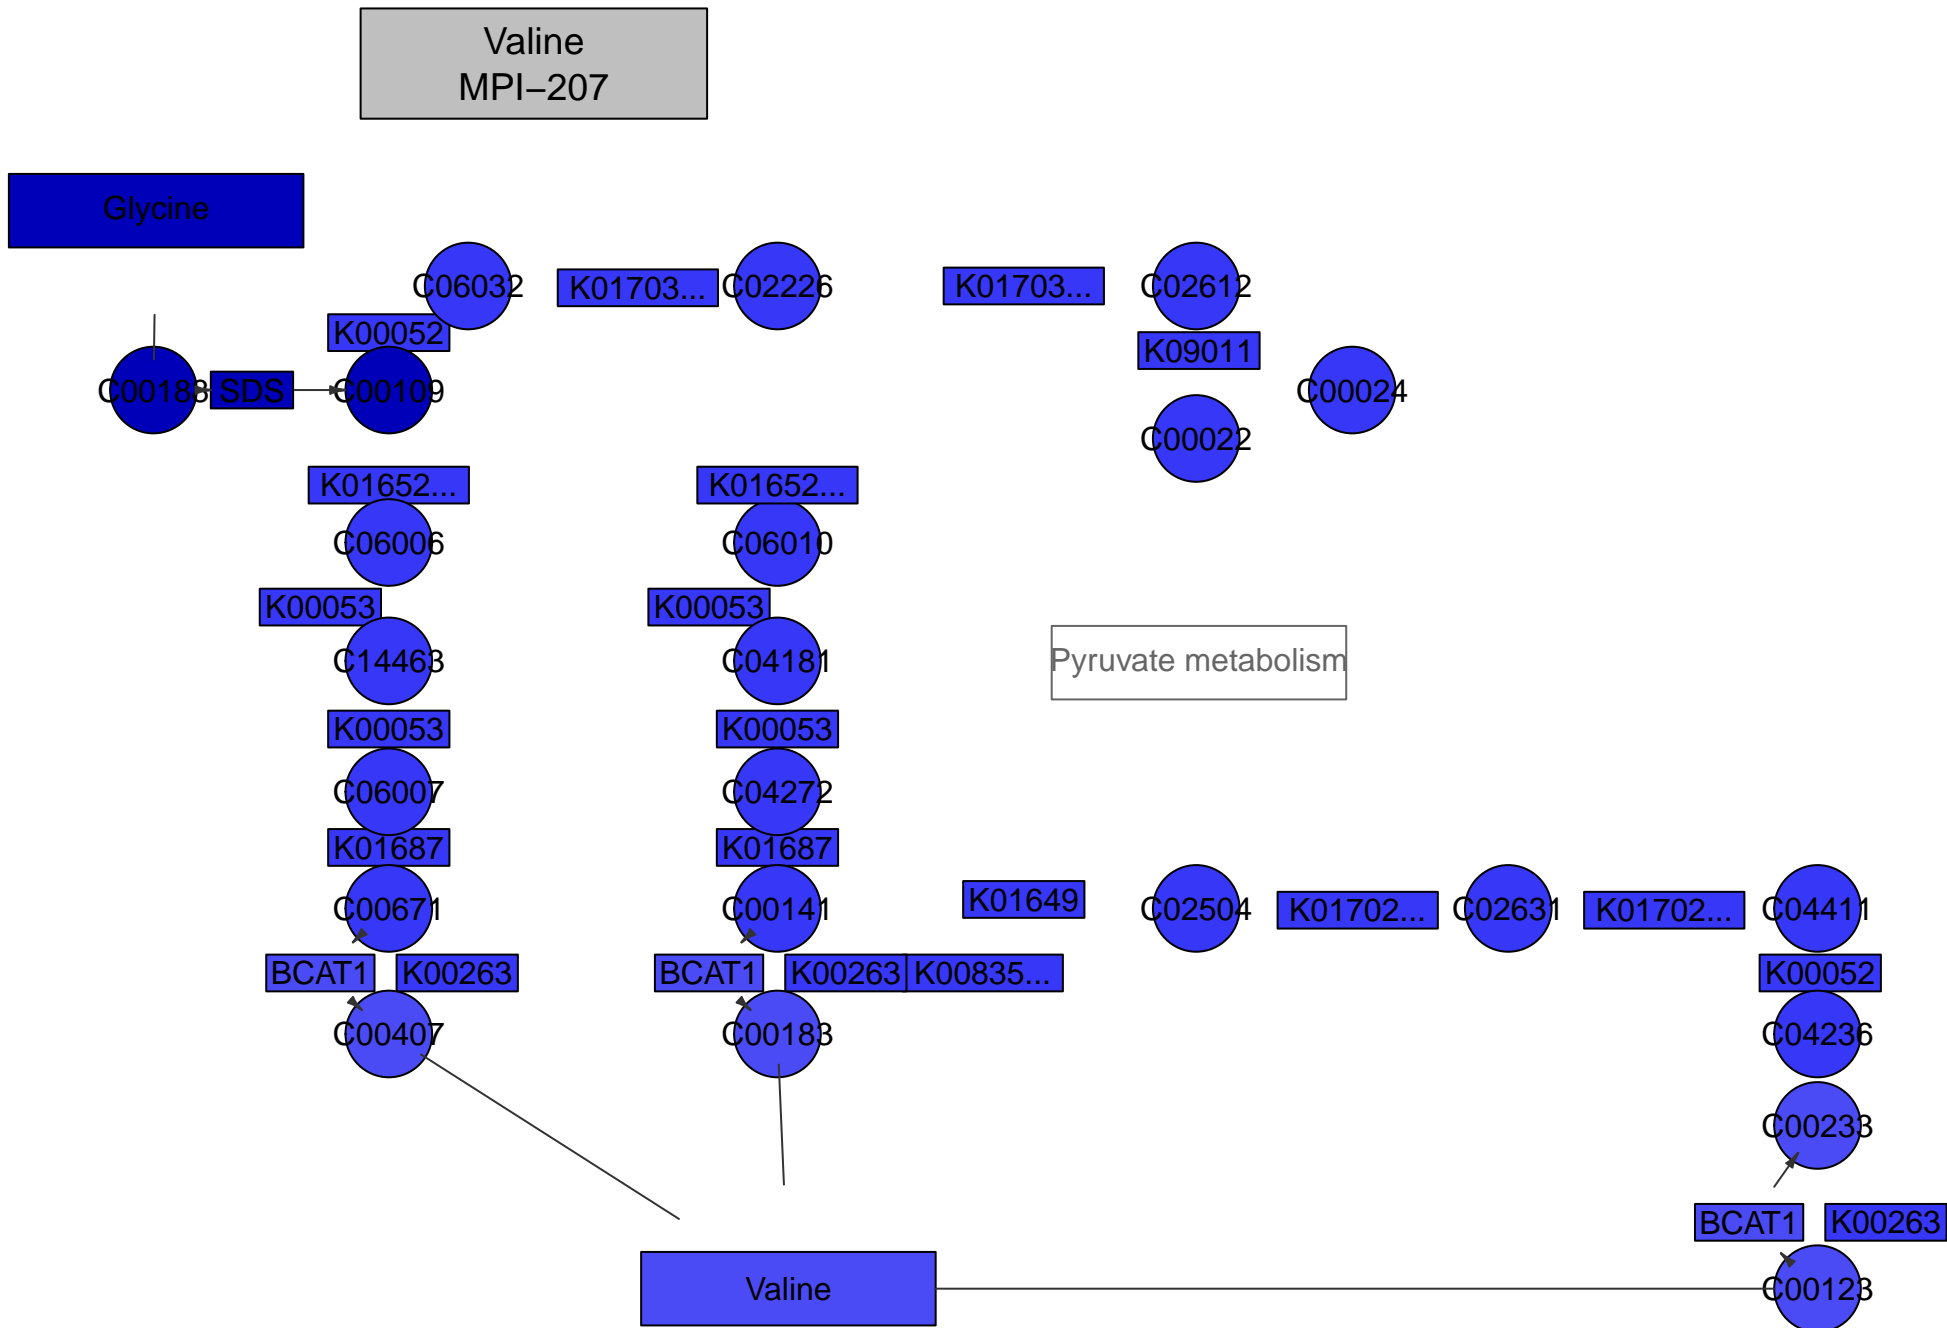 Valine
MPI−207
Glycine
C06032
K01703...
C02226
K01703...
C02612
K00052
K09011
C00188
SDS
C00109
C00024
C00022
K01652...
K01652...
C06006
C06010
K00053
K00053
C14463
C04181
Pyruvate metabolism
K00053
K00053
C06007
C04272
K01687
K01687
C00671
C00141
K01649
C02504
K01702...
C02631
K01702...
C04411
BCAT1
K00263
BCAT1
K00263
K00835...
K00052
C00407
C00183
C04236
C00233
BCAT1
K00263
Valine
C00123